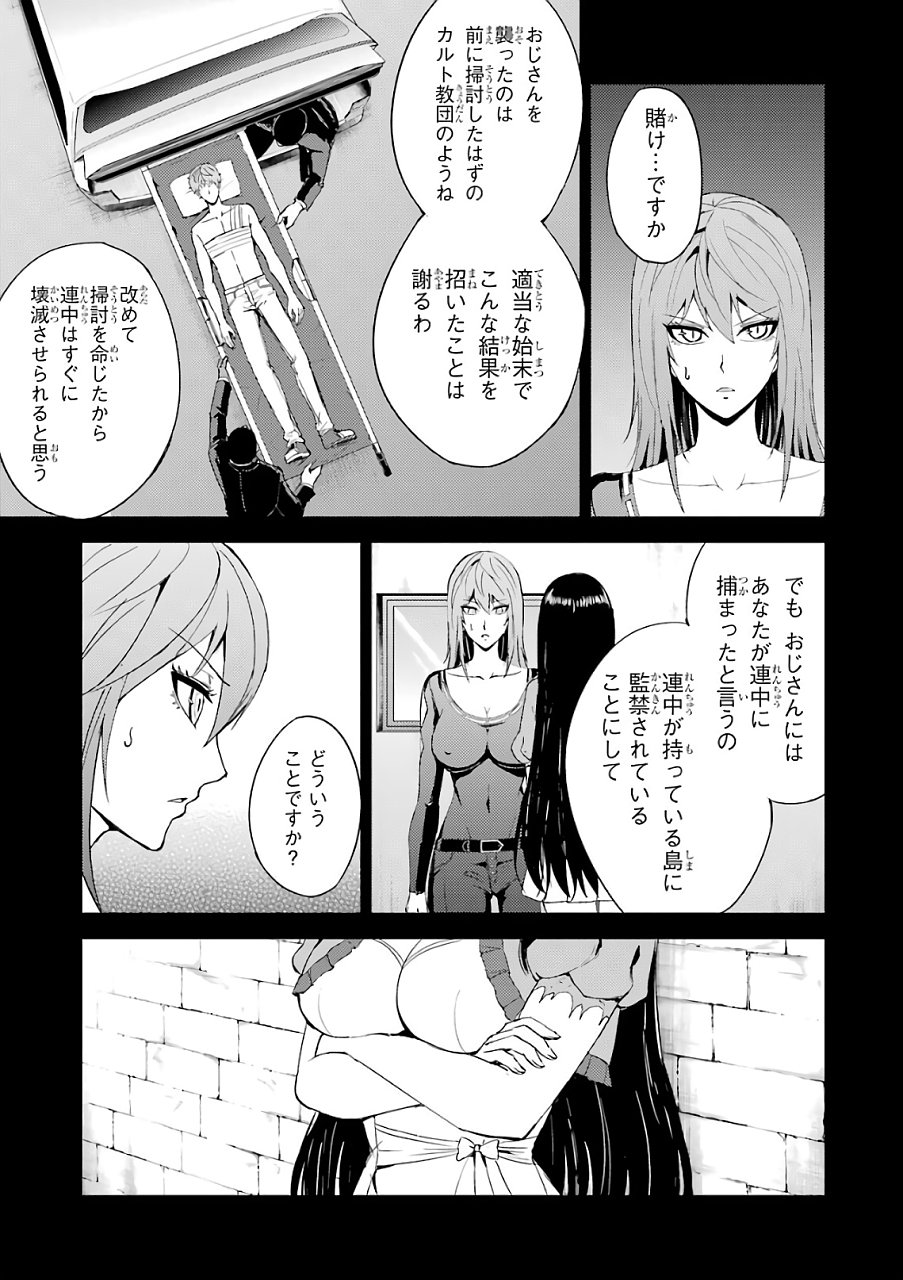 賭け…ですか
おじさんを
襲ったのは
前に掃討したはずの
カルト教団のようね
適当な始末で
こんな結果を
招いたことは
謝るわ
改めて
掃討を命じたから
連中はすぐに
壊滅させられると思う
でも おじさんには
あなたが連中に
捕まったと言うの
連中が持っている島に
監禁されている
ことにして
どういう
ことですか?